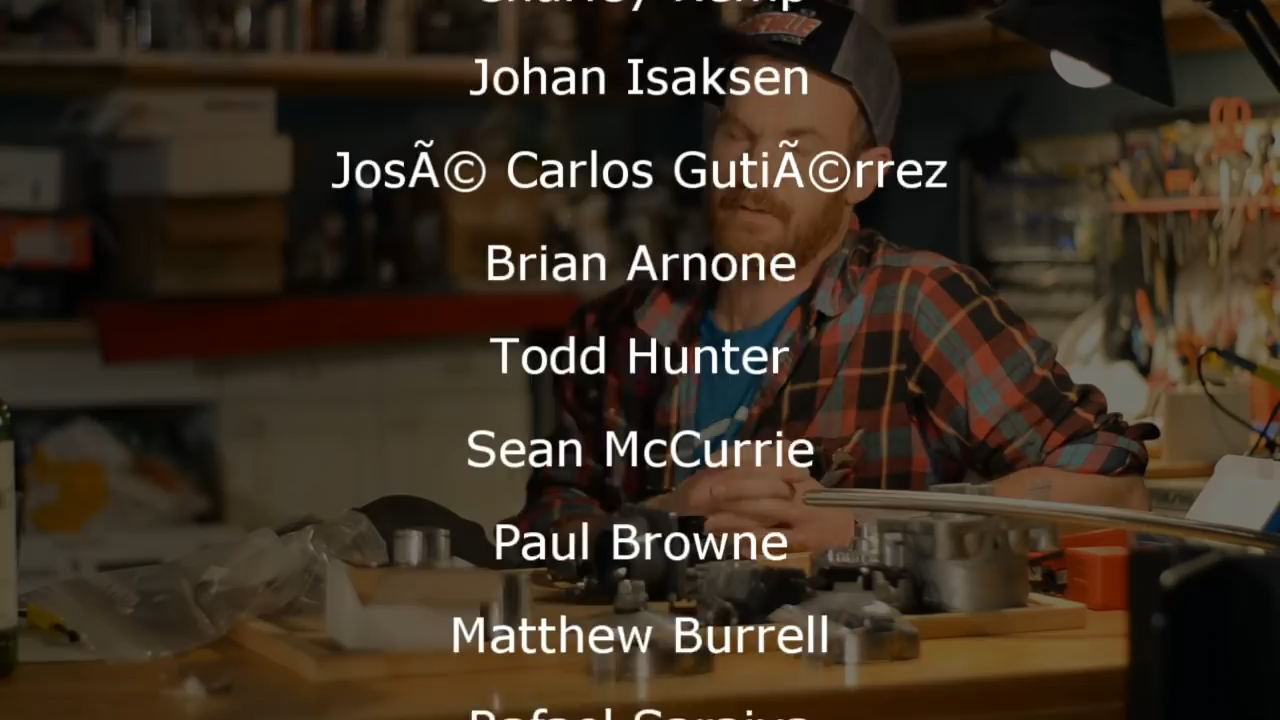 Johan Isaksen
JosÃ© Carlos GutiÃ©rrez
Brian Arnone
Todd Hunter
Sean McCurrie
Paul Browne
Matthew Burrell